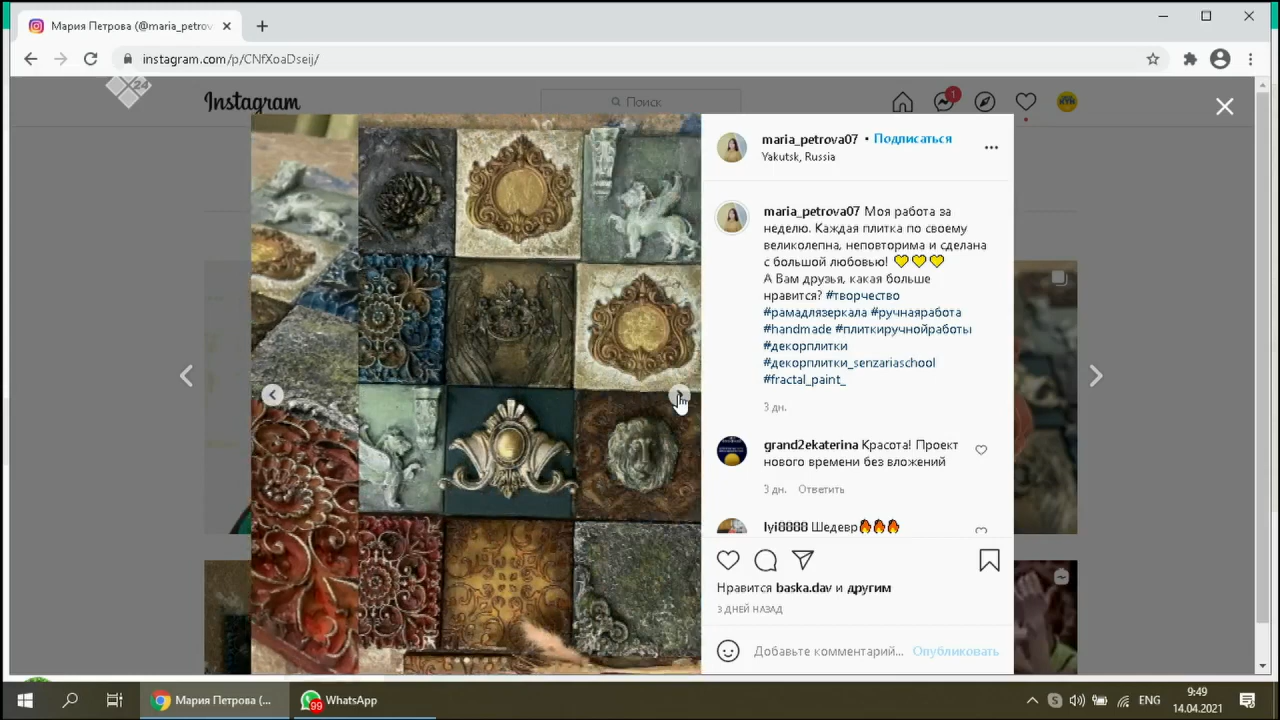 Мария Петрова (@maria_petrov
instagram.com/p/CNfXoaDseij/
24
Instagram
Поиск
1
maria_petrova07 • Подписаться
Yakutsk, Russia
maria_petrova07 Моя работа за
неделю. Каждая плитка по своему
великолепна, неповторима и сделана
с большой любовью! 💛💛💛
А Вам друзья, какая больше
нравится? #творчество
#рамадлязеркала #ручнаяработа
#handmade #плиткиручнойработы
#декорплитки
#декорплитки_senzariaschool
#fractal_paint_
3 дн.
grand2ekaterina Красота! Проект
нового времени без вложений
3 дн. Ответить
lyi8888 Шедевр🔥🔥🔥
Нравится baska.dav и другим
3 ДНЕЙ НАЗАД
Добавьте комментарий... Опубликовать
Мария Петрова (...
99
WhatsApp
ENG
9:49
14.04.2021